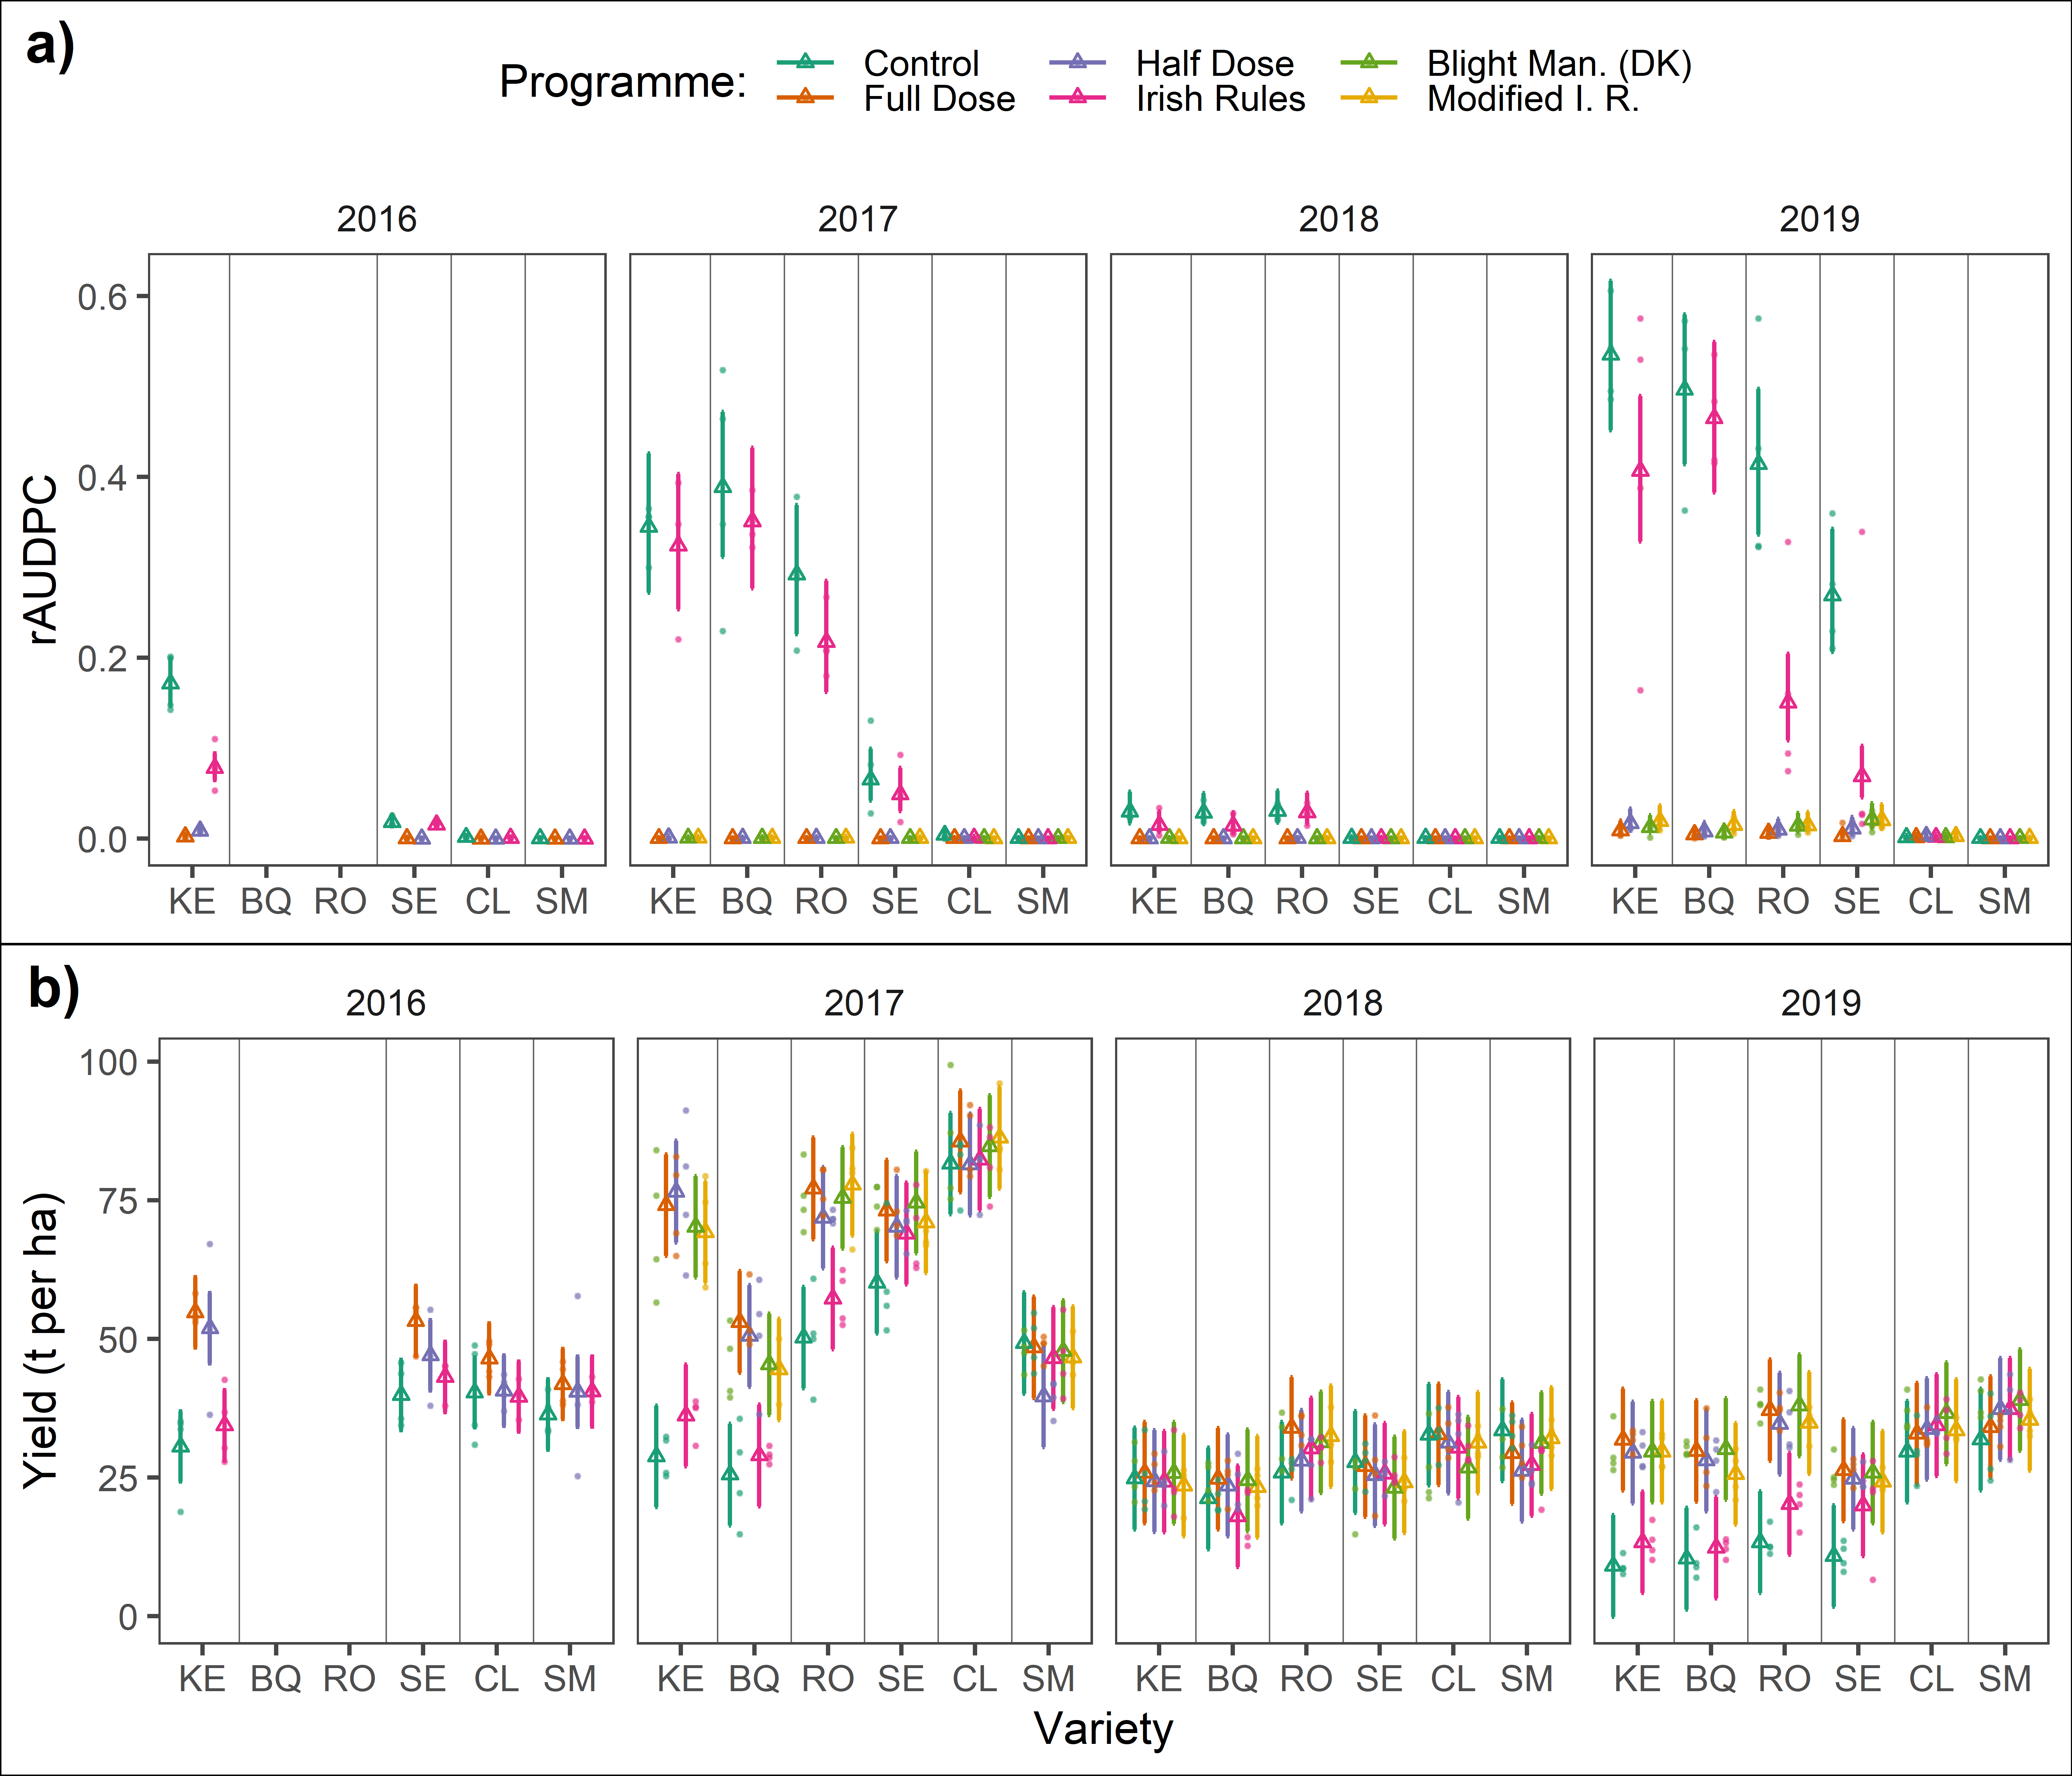 a)
Programme:
Control Half Dose Blight Man. (DK)
Full Dose Irish Rules Modified I. R.
2016 2017 2018 2019
rAUDPC
0.6
0.4
0.2
0.0
KE BQ RO SE CL SM KE BQ RO SE CL SM KE BQ RO SE CL SM KE BQ RO SE CL SM
b)
2016 2017 2018 2019
Yield (t per ha)
100
75
50
25
0
KE BQ RO SE CL SM KE BQ RO SE CL SM KE BQ RO SE CL SM KE BQ RO SE CL SM
Variety